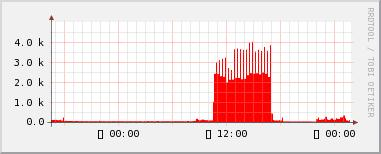 4.0 k
3.0 k
2.0 k
1.0 k
0.0
00:00
12:00
00:00
RRDTOOL / TOBI OETIKER